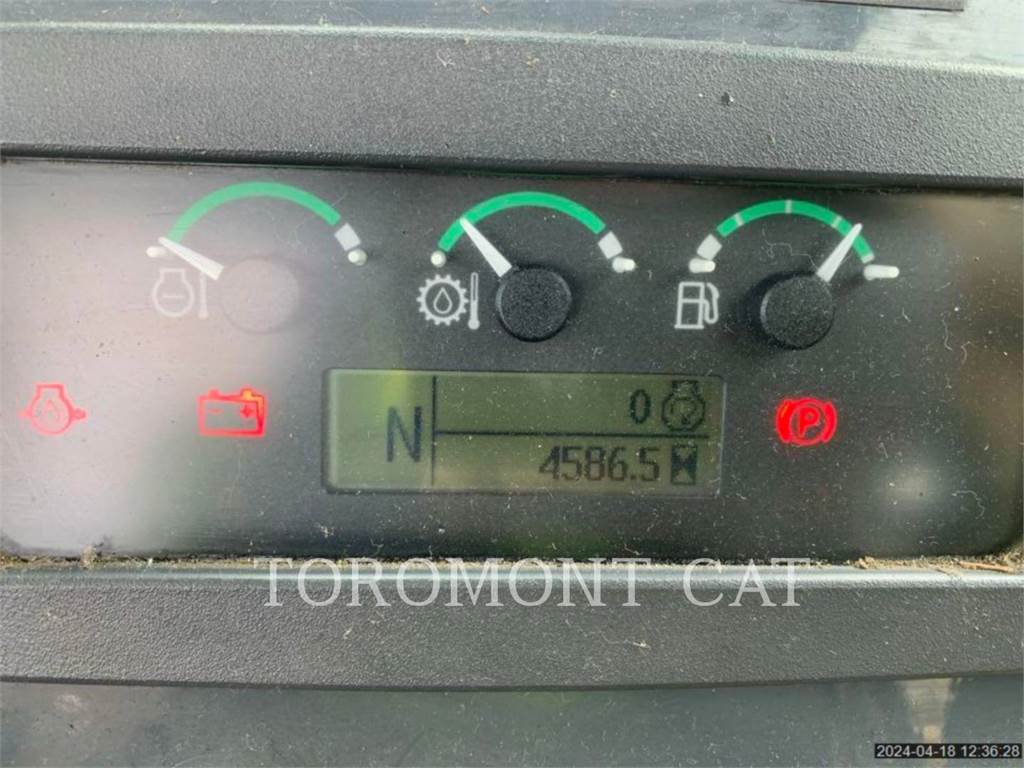 0
N
4586.5
P
TOROMONT CAT
2024-04-18 12:36:28